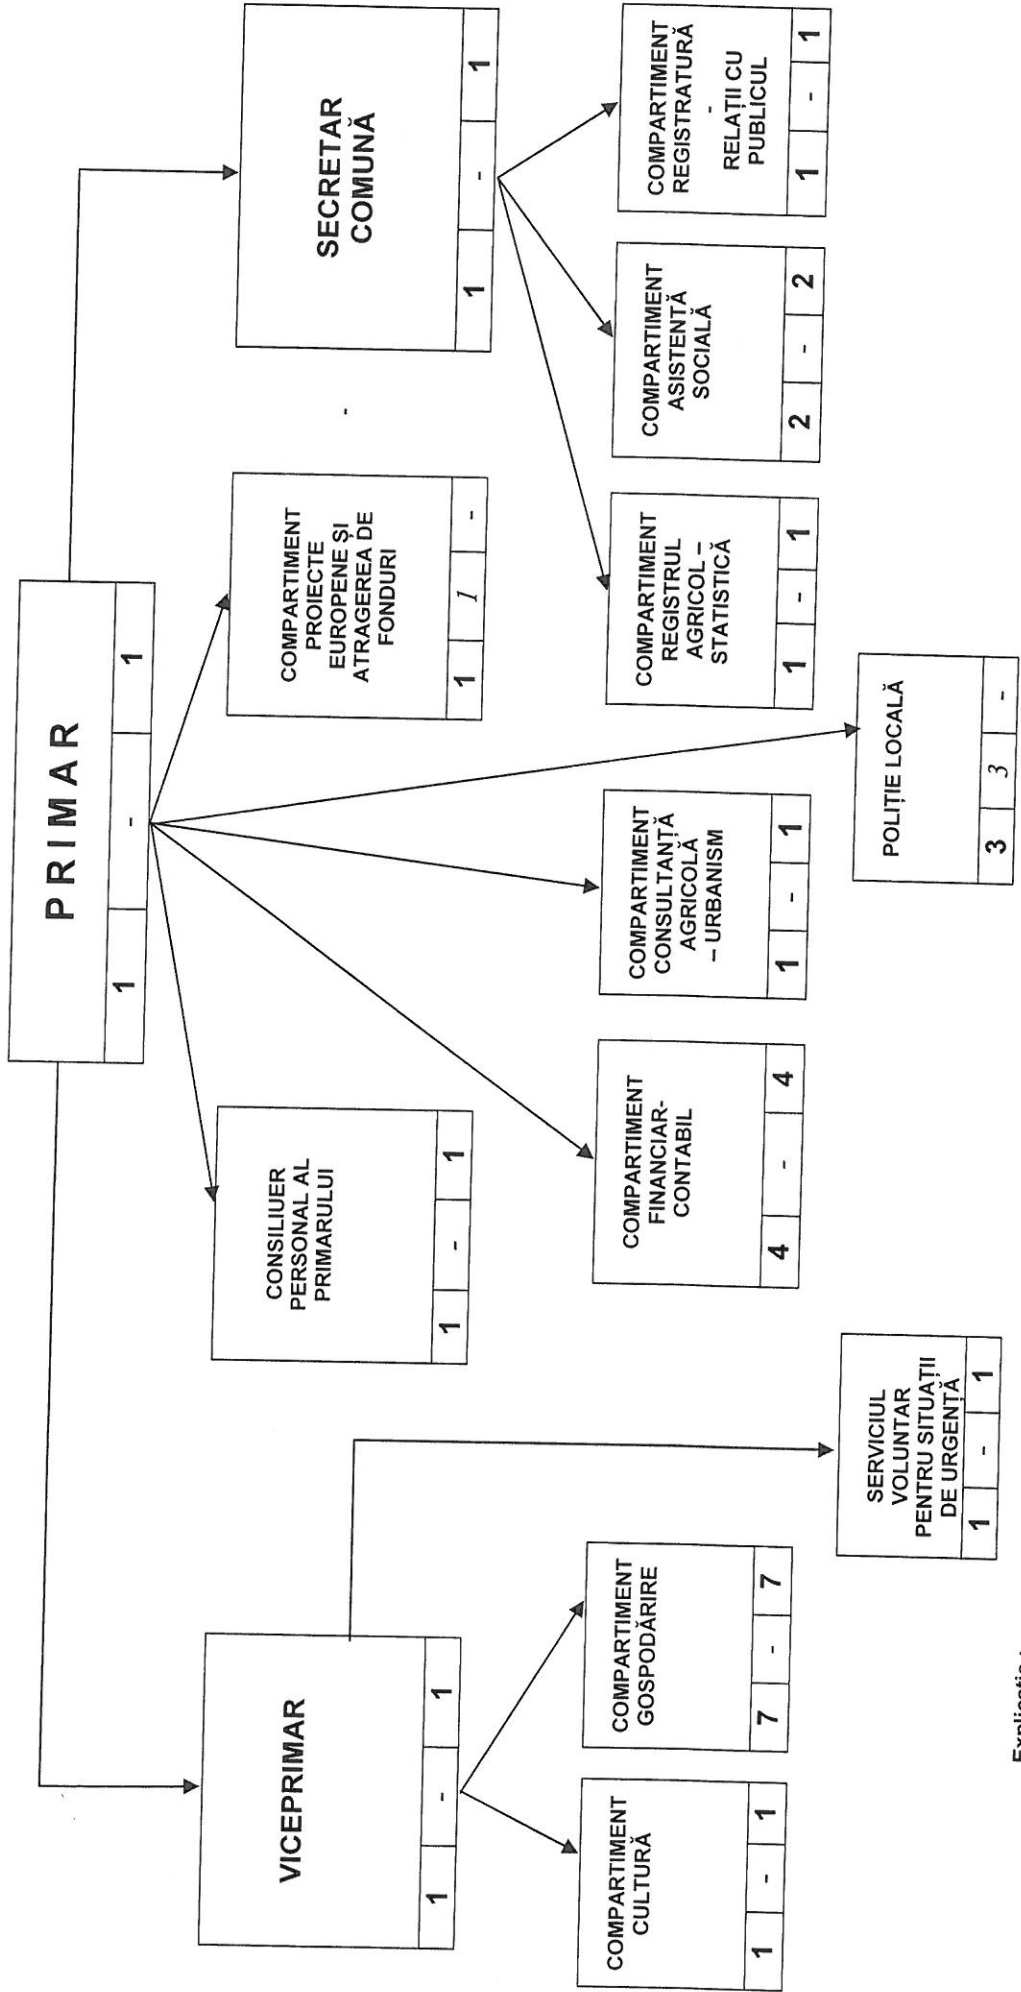 PRIMAR
1 - 1
VICEPRIMAR
1 - 1
CONSILIUER
PERSONAL AL
PRIMARULUI
1 - 1
COMPARTIMENT
PROIECTE
EUROPENE ȘI
ATRAGEREA DE
FONDURI
1 1 -
-
SECRETAR
COMUNĂ
1 - 1
COMPARTIMENT
CULTURĂ
1 - 1
COMPARTIMENT
GOSPODĂRIRE
7 - 7
COMPARTIMENT
FINANCIAR-
CONTABIL
4 - 4
COMPARTIMENT
CONSULTANȚĂ
AGRICOLĂ
– URBANISM
1 - 1
COMPARTIMENT
REGISTRUL
AGRICOL –
STATISTICĂ
1 - 1
COMPARTIMENT
ASISTENTĂ
SOCIALĂ
2 - 2
COMPARTIMENT
REGISTRATURĂ
-
RELAȚII CU
PUBLICUL
1 - 1
SERVICIUL
VOLUNTAR
PENTRU SITUAȚII
DE URGENȚĂ
1 - 1
POLIȚIE LOCALĂ
3 3 -